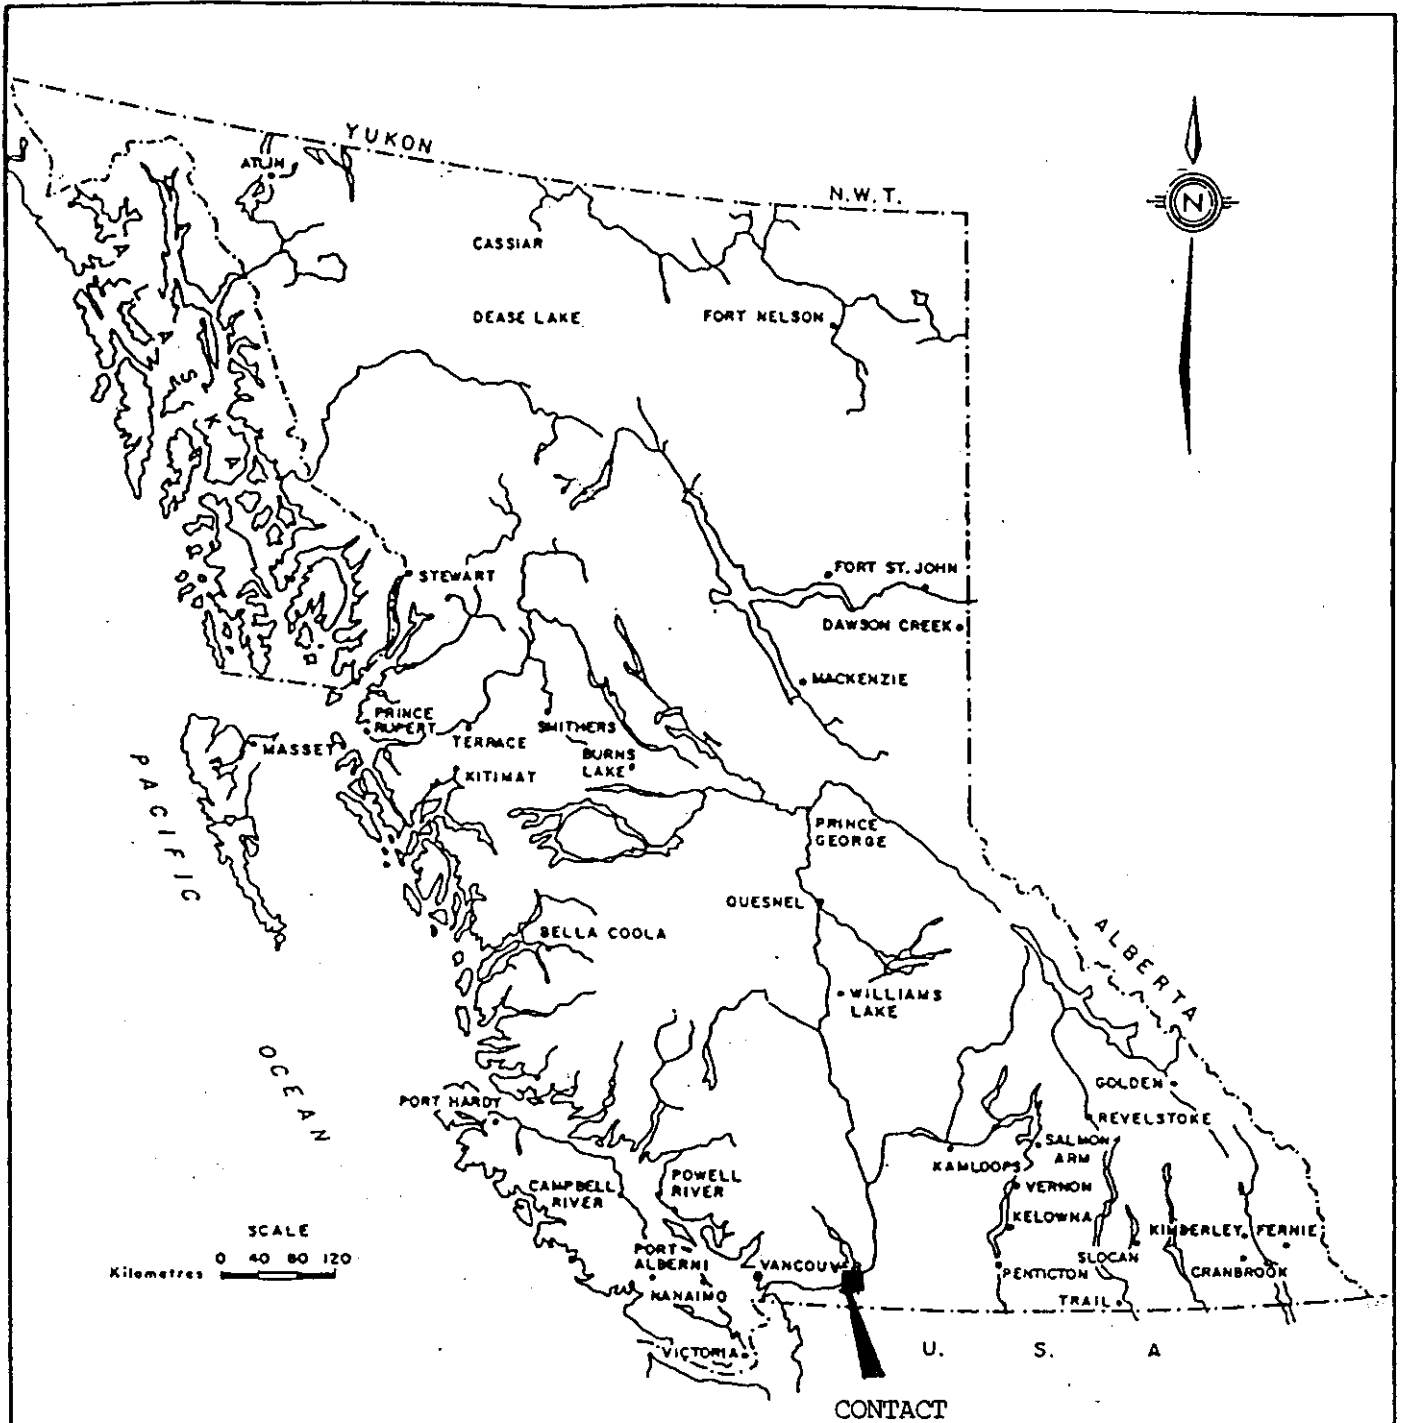 YUKON
ATLIN
N.W.T.
N
CASSIAR
DEASE LAKE
FORT NELSON
ALASKA
STEWART
FORT ST. JOHN
DAWSON CREEK
MACKENZIE
PRINCE
RUPERT
MASSET
TERRACE
SMITHERS
BURNS
LAKE
KITIMAT
PACIFIC
PRINCE
GEORGE
QUESNEL
BELLA COOLA
ALBERTA
WILLIAMS
LAKE
OCEAN
GOLDEN
PORT HARDY
REVELSTOKE
SALMON
ARM
KAMLOOPS
CAMPBELL
RIVER
POWELL
RIVER
VERNON
KELOWNA
KIMBERLEY
FERNIE
SCALE
0 40 80 120
Kilometres
PORT
ALBERNI
VANCOUV
SLOCAN
PENTICTON
CRANBROOK
NANAIMO
TRAIL
VICTORIA
U. S. A
CONTACT